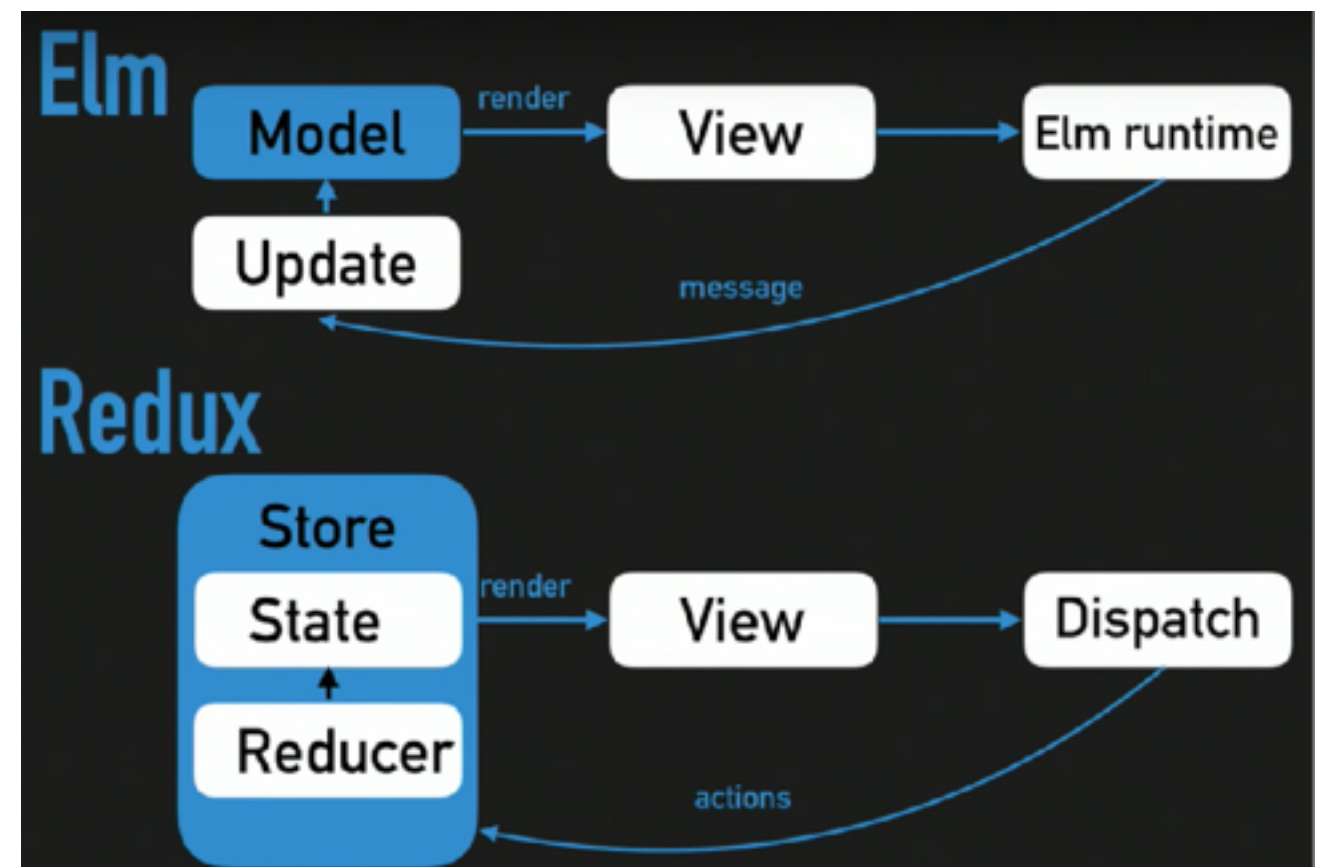 Elm
Model
render
View
Elm runtime
Update
message
Redux
Store
State
render
View
Dispatch
Reducer
actions